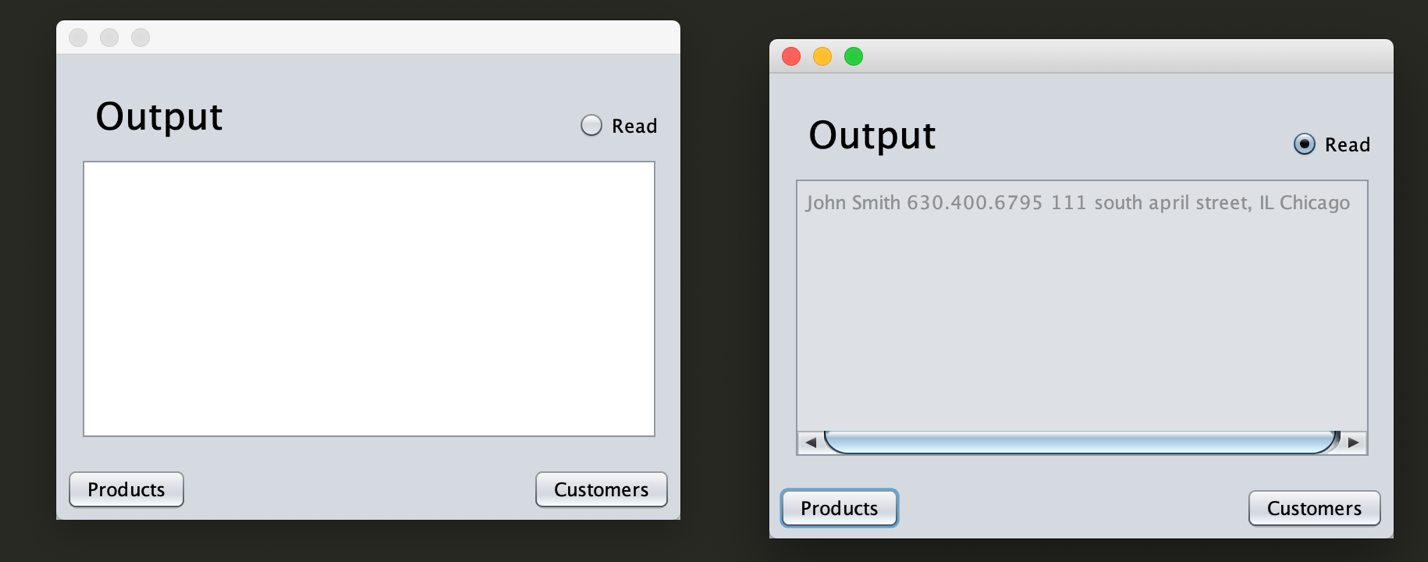 Output
Read
Products
Customers
Output
Read
John Smith 630.400.6795 111 south april street, IL Chicago
Products
Customers